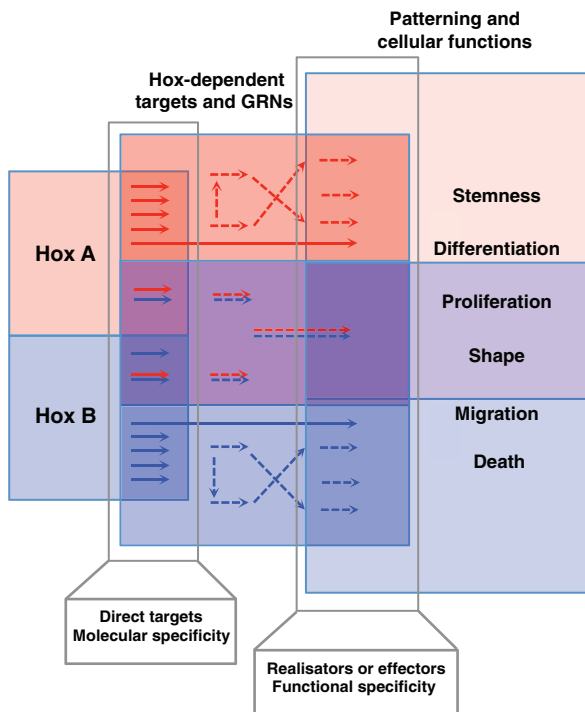 Patterning and
cellular functions
Hox-dependent
targets and GRNs
Hox A
Hox B
Stemness
Differentiation
Proliferation
Shape
Migration
Death
Direct targets
Molecular specificity
Realisators or effectors
Functional specificity